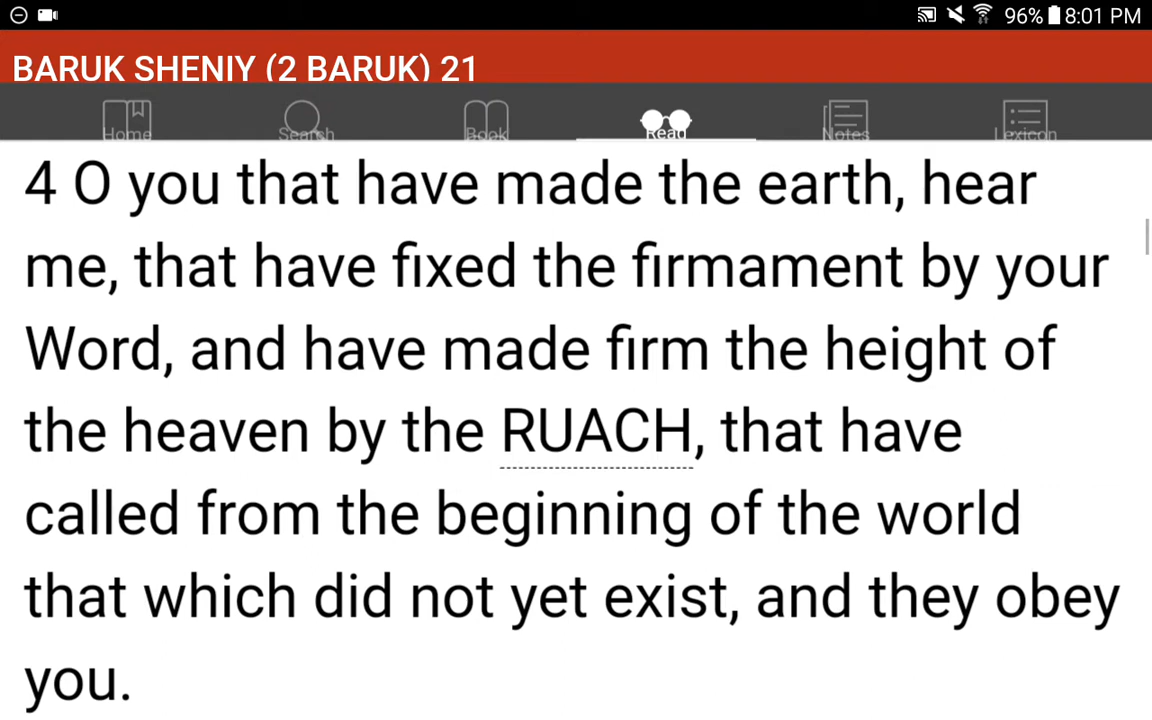 96% 8:01 PM
BARUK SHENIY (2 BARUK) 21
Home Search Book Read Notes Lexicon
4 O you that have made the earth, hear
me, that have fixed the firmament by your
Word, and have made firm the height of
the heaven by the RUACH, that have
called from the beginning of the world
that which did not yet exist, and they obey
you.